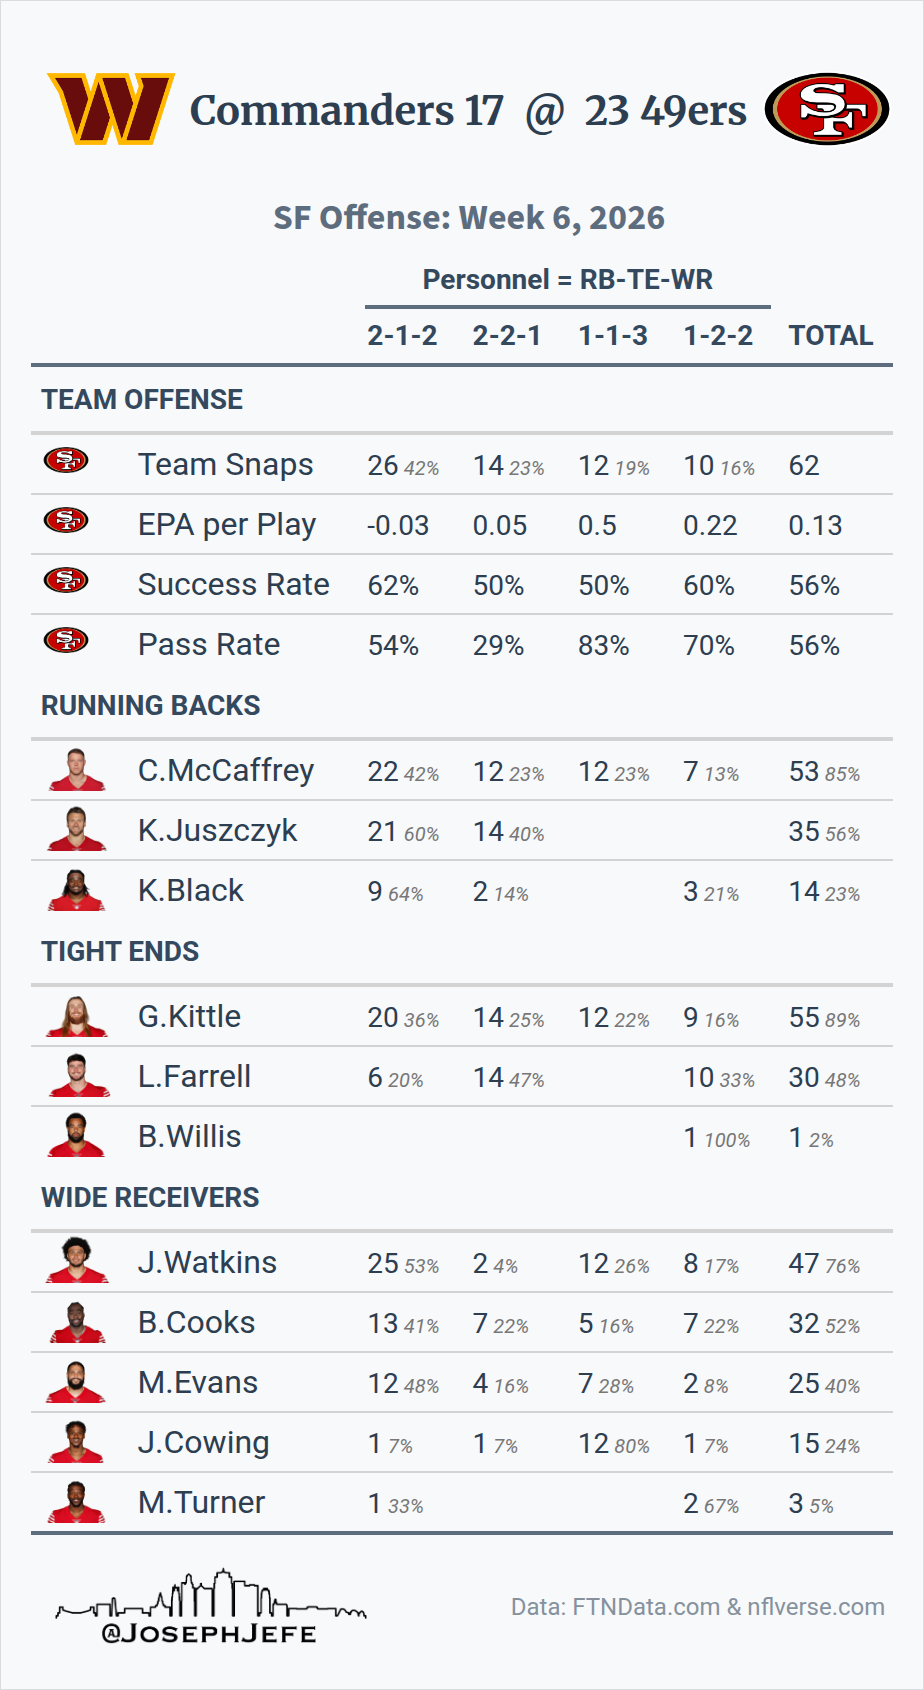 Commanders 17 @ 23 49ers
SF Offense: Week 6, 2026
Personnel = RB-TE-WR
2-1-2 2-2-1 1-1-3 1-2-2 TOTAL
TEAM OFFENSE
Team Snaps 26 42% 14 23% 12 19% 10 16% 62
EPA per Play -0.03 0.05 0.5 0.22 0.13
Success Rate 62% 50% 50% 60% 56%
Pass Rate 54% 29% 83% 70% 56%
RUNNING BACKS
C.McCaffrey 22 42% 12 23% 12 23% 7 13% 53 85%
K.Juszczyk 21 60% 14 40% 35 56%
K.Black 9 64% 2 14% 3 21% 14 23%
TIGHT ENDS
G.Kittle 20 36% 14 25% 12 22% 9 16% 55 89%
L.Farrell 6 20% 14 47% 10 33% 30 48%
B.Willis 1 100% 1 2%
WIDE RECEIVERS
J.Watkins 25 53% 2 4% 12 26% 8 17% 47 76%
B.Cooks 13 41% 7 22% 5 16% 7 22% 32 52%
M.Evans 12 48% 4 16% 7 28% 2 8% 25 40%
J.Cowing 1 7% 1 7% 12 80% 1 7% 15 24%
M.Turner 1 33% 2 67% 3 5%
@JosephJefe
Data: FTNData.com & nflverse.com